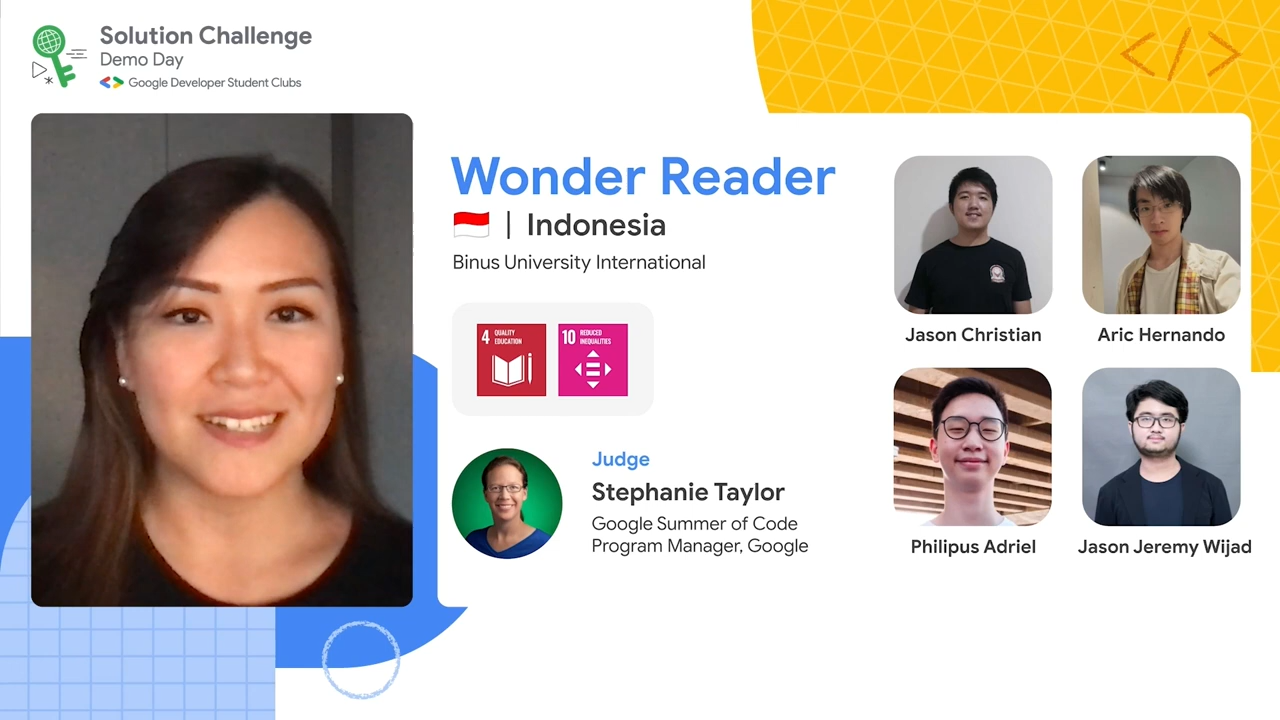 Solution Challenge
Demo Day
Google Developer Student Clubs
</>
Wonder Reader
| Indonesia
Binus University International
4 QUALITY
EDUCATION
10 REDUCED
INEQUALITIES
Judge
Stephanie Taylor
Google Summer of Code
Program Manager, Google
Jason Christian
Aric Hernando
Philipus Adriel
Jason Jeremy Wijad